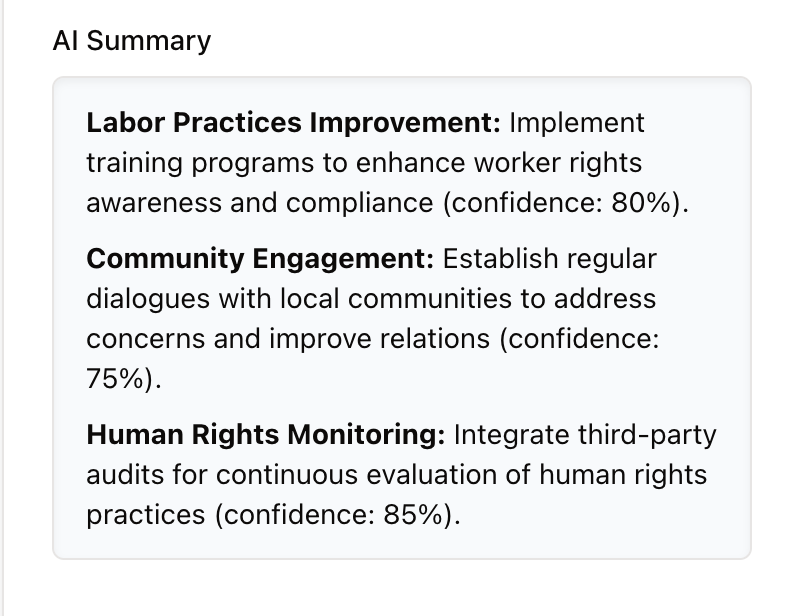 AI Summary
Labor Practices Improvement: Implement
training programs to enhance worker rights
awareness and compliance (confidence: 80%).
Community Engagement: Establish regular
dialogues with local communities to address
concerns and improve relations (confidence:
75%).
Human Rights Monitoring: Integrate third-party
audits for continuous evaluation of human rights
practices (confidence: 85%).